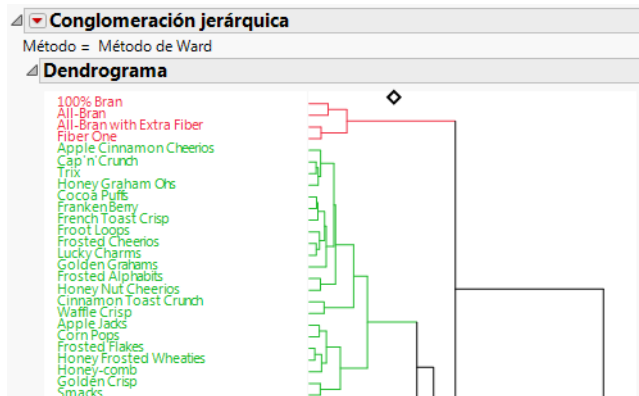 Conglomeración jerárquica
Método = Método de Ward
Dendrograma
100% Bran
All-Bran
All-Bran with Extra Fiber
Fiber One
Apple Cinnamon Cheerios
Cap'n'Crunch
Trix
Honey Graham Ohs
Cocoa Puffs
FrankenBerry
French Toast Crisp
Froot Loops
Frosted Cheerios
Lucky Charms
Golden Grahams
Frosted Alphabits
Honey Nut Cheerios
Cinnamon Toast Crunch
Waffle Crisp
Apple Jacks
Corn Pops
Frosted Flakes
Honey Frosted Wheaties
Honey-comb
Golden Crisp
Smacks